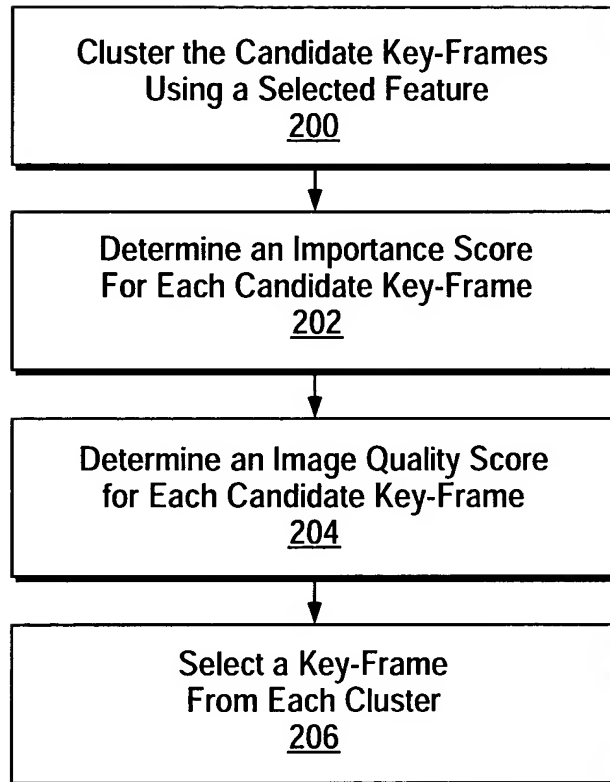 Cluster the Candidate Key-Frames
Using a Selected Feature
200
Determine an Importance Score
For Each Candidate Key-Frame
202
Determine an Image Quality Score
for Each Candidate Key-Frame
204
Select a Key-Frame
From Each Cluster
206